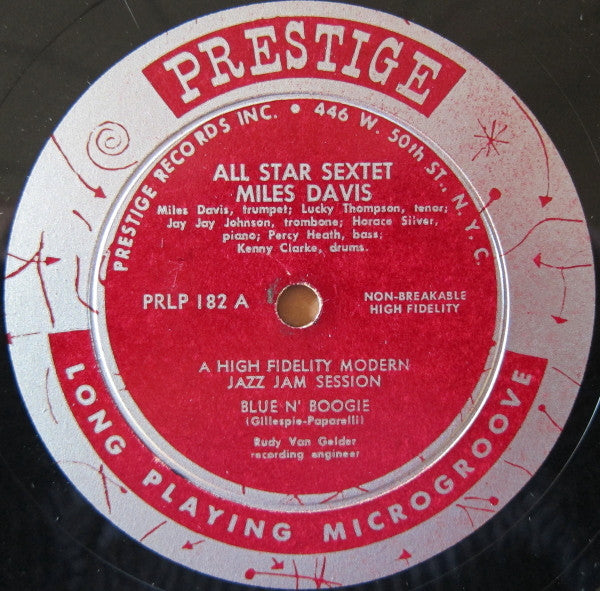 PRESTIGE
PRESTIGE RECORDS INC. • 446 W. 50th ST., N. Y. C
ALL STAR SEXTET
MILES DAVIS
Miles Davis, trumpet; Lucky Thompson, tenor;
Jay Jay Johnson, trombone; Horace Silver,
piano; Percy Heath, bass;
Kenny Clarke, drums.
PRLP 182 A
NON-BREAKABLE
HIGH FIDELITY
A HIGH FIDELITY MODERN
JAZZ JAM SESSION
BLUE N' BOOGIE
(Gillespie-Paparelli)
Rudy Van Gelder
recording engineer
LONG PLAYING MICROGROOVE